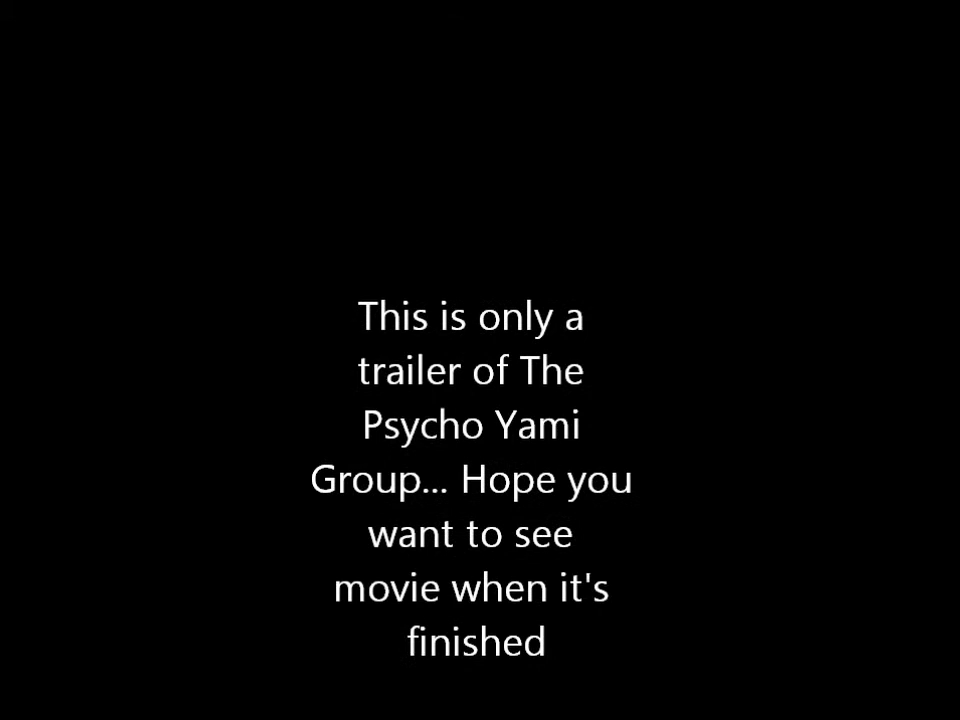 This is only a
trailer of The
Psycho Yami
Group... Hope you
want to see
movie when it's
finished